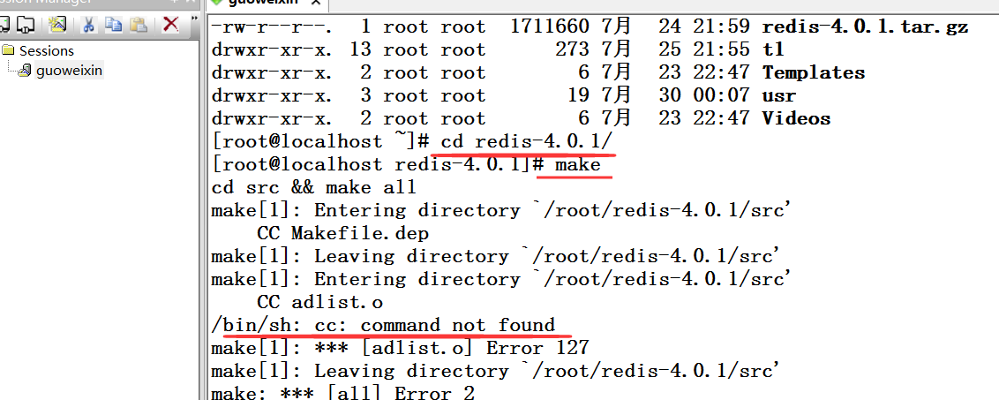 guoweixin
Sessions
guoweixin
-rw-r--r--. 1 root root 1711660 7月 24 21:59 redis-4.0.1.tar.gz
drwxr-xr-x. 13 root root 273 7月 25 21:55 tl
drwxr-xr-x. 2 root root 6 7月 23 22:47 Templates
drwxr-xr-x. 3 root root 19 7月 30 00:07 usr
drwxr-xr-x. 2 root root 6 7月 23 22:47 Videos
[root@localhost ~]# cd redis-4.0.1/
[root@localhost redis-4.0.1]# make
cd src && make all
make[1]: Entering directory `/root/redis-4.0.1/src'
CC Makefile.dep
make[1]: Leaving directory `/root/redis-4.0.1/src'
make[1]: Entering directory `/root/redis-4.0.1/src'
CC adlist.o
/bin/sh: cc: command not found
make[1]: *** [adlist.o] Error 127
make[1]: Leaving directory `/root/redis-4.0.1/src'
make: *** [all] Error 2